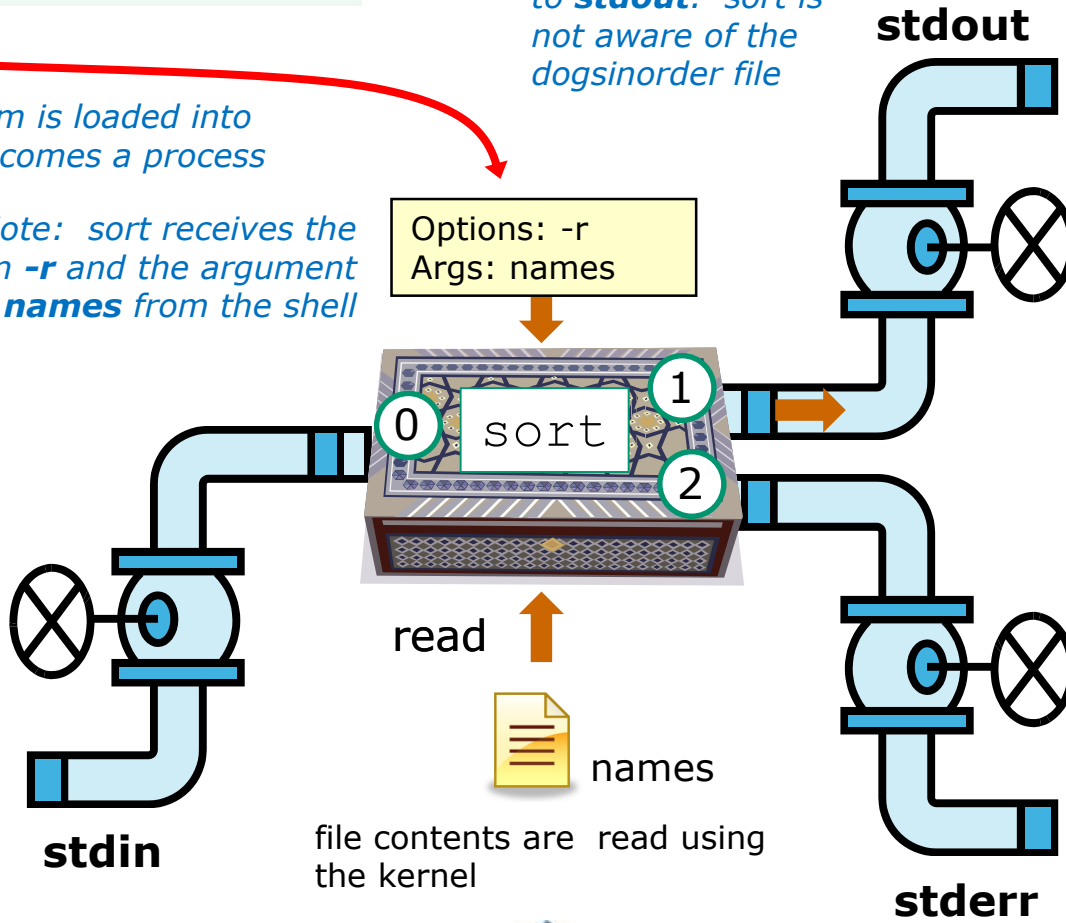 to stdout: sort is
not aware of the
dogsinorder file
stdout
m is loaded into
comes a process
ote: sort receives the
n -r and the argument
names from the shell
Options: -r
Args: names
0
sort
1
2
read
names
stdin
file contents are read using
the kernel
stderr